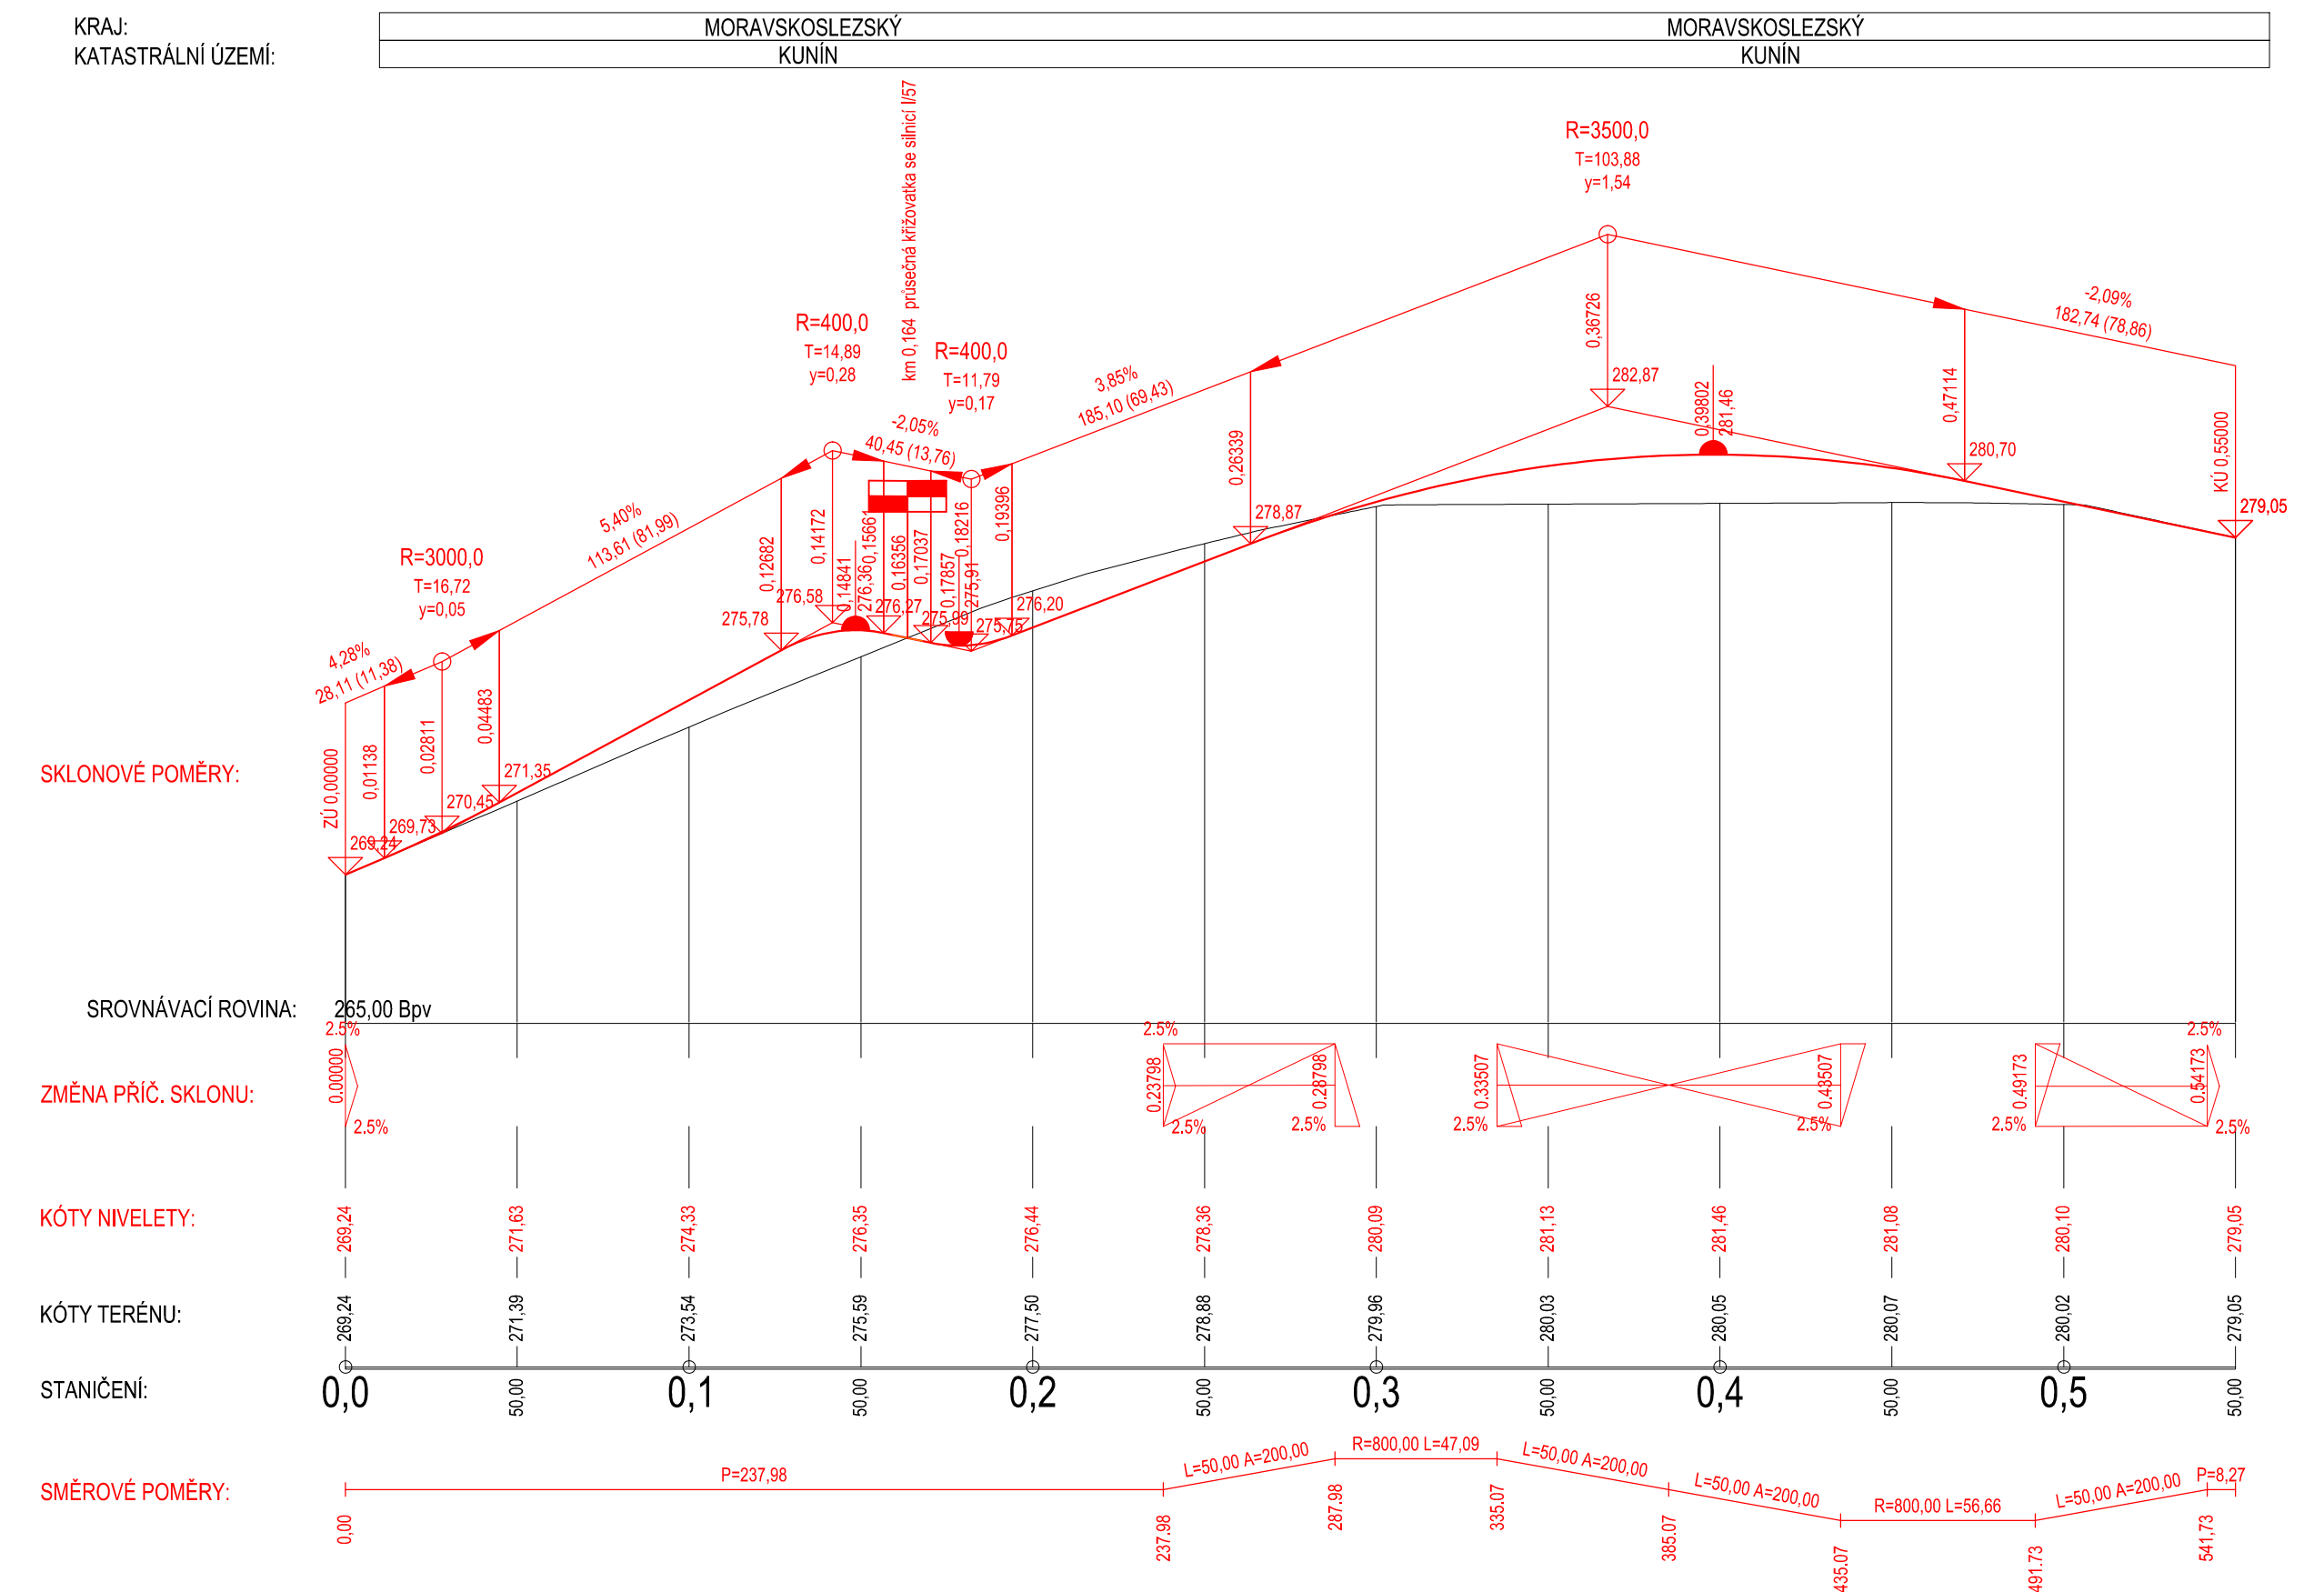 KRAJ:
MORAVSKOSLEZSKÝ
MORAVSKOSLEZSKÝ
KATASTRÁLNÍ ÚZEMÍ:
KUNÍN
KUNÍN
km 0,164 průsečná křižovatka se silnicí I/57
R=3500,0
T=103,88
y=1,54
R=400,0
T=14,89
y=0,28
R=400,0
T=11,79
y=0,17
R=3000,0
T=16,72
y=0,05
4,28%
28,11 (11,38)
5,40%
113,61 (81,99)
-2,05%
40,45 (13,76)
3,85%
185,10 (69,43)
-2,09%
182,74 (78,86)
SKLONOVÉ POMĚRY:
ZÚ 0,00000
269,24
0,01138
269,73
0,02811
270,45
0,04483
271,35
0,12682
275,78
0,14172
276,58
0,14841
276,36
0,15661
276,27
0,16356
0,17037
275,99
0,17857
275,91
0,18216
275,75
0,19396
276,20
0,26339
278,87
0,36726
282,87
0,39802
281,46
0,47114
280,70
KÚ 0,55000
279,05
SROVNÁVACÍ ROVINA:
265,00 Bpv
ZMĚNA PŘÍČ. SKLONU:
2.5%
0.00000
2.5%
2.5%
0.23798
2.5%
0.28798
2.5%
0.33507
2.5%
0.43507
2.5%
0.49173
2.5%
2.5%
0.54173
2.5%
KÓTY NIVELETY:
269,24
271,63
274,33
276,35
276,44
278,36
280,09
281,13
281,46
281,08
280,10
279,05
KÓTY TERÉNU:
269,24
271,39
273,54
275,59
277,50
278,88
279,96
280,03
280,05
280,07
280,02
279,05
STANIČENÍ:
0,0
50,00
0,1
50,00
0,2
50,00
0,3
50,00
0,4
50,00
0,5
50,00
SMĚROVÉ POMĚRY:
P=237,98
L=50,00 A=200,00
R=800,00 L=47,09
L=50,00 A=200,00
L=50,00 A=200,00
R=800,00 L=56,66
L=50,00 A=200,00
P=8,27
0.00
237.98
287.98
335.07
385.07
435.07
491.73
541.73